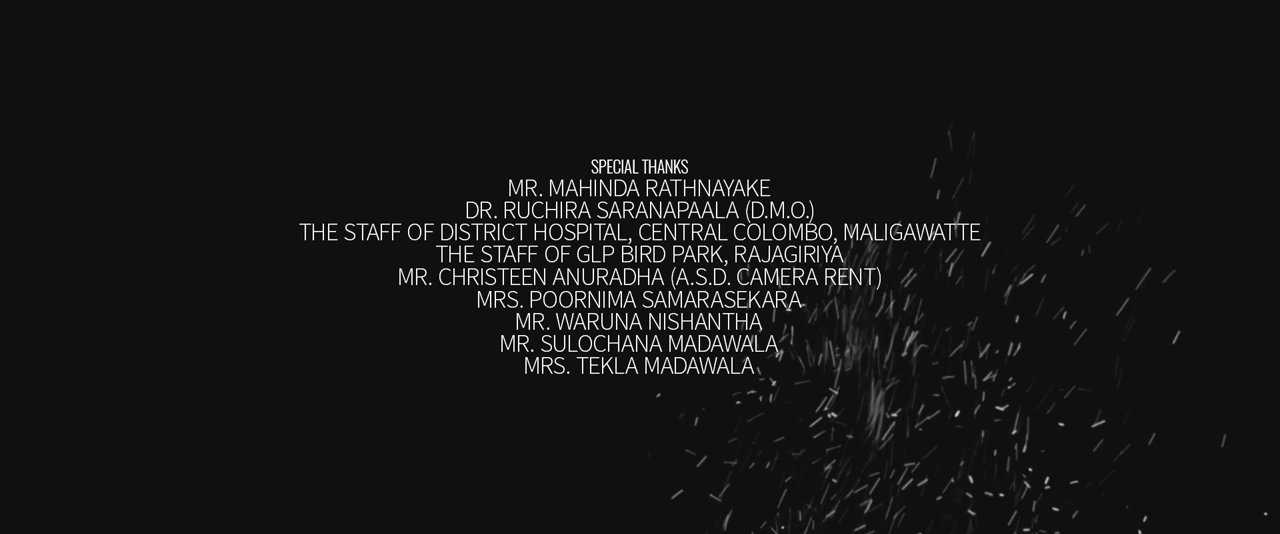 SPECIAL THANKS
MR. MAHINDA RATHNAYAKE
DR. RUCHIRA SARANAPAALA (D.M.O.)
THE STAFF OF DISTRICT HOSPITAL, CENTRAL COLOMBO, MALIGAWATTE
THE STAFF OF GLP BIRD PARK, RAJAGIRIYA
MR. CHRISTEEN ANURADHA (A.S.D. CAMERA RENT)
MRS. POORNIMA SAMARASEKARA
MR. WARUNA NISHANTHA
MR. SULOCHANA MADAWALA
MRS. TEKLA MADAWALA